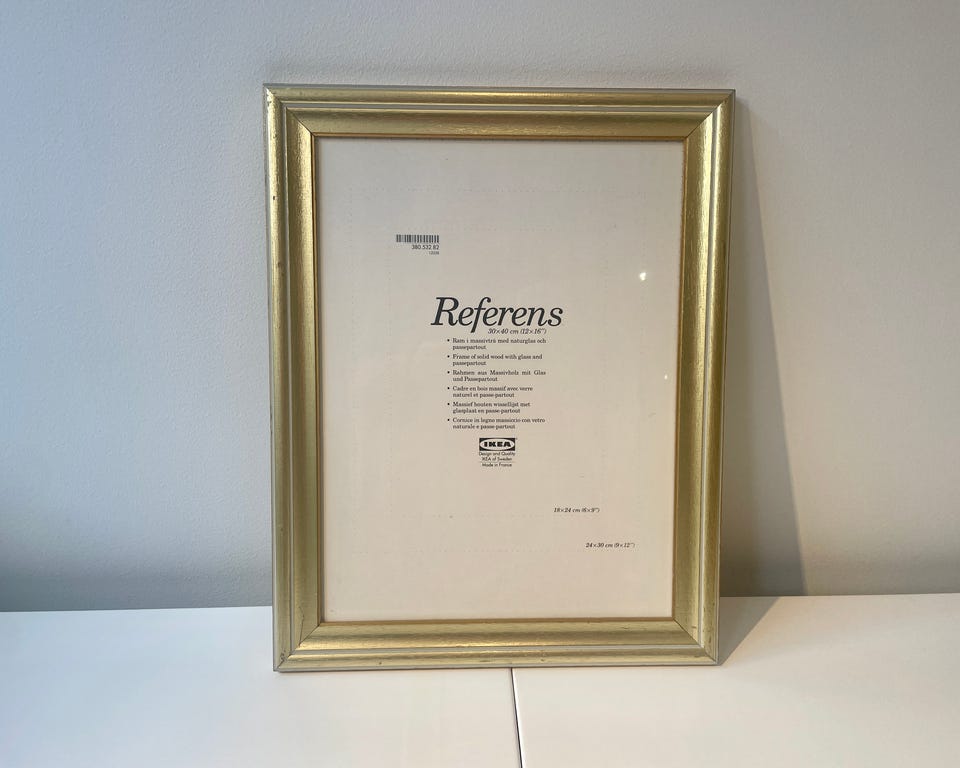 380.532.82
Referens
30×40 cm (12×16")
• Ram i massivträ med naturglas och
passepartout
• Frame of solid wood with glass and
passepartout
• Rahmen aus Massivholz mit Glas
und Passepartout
• Cadre en bois massif avec verre
naturel et passe-partout
• Massief houten wissellijst met
glasplaat en passe-partout
• Cornice in legno massiccio con vetro
naturale e passe-partout
IKEA
Design and Quality
IKEA of Sweden
Made in France
18×24 cm (6×9")
24×30 cm (9×12")